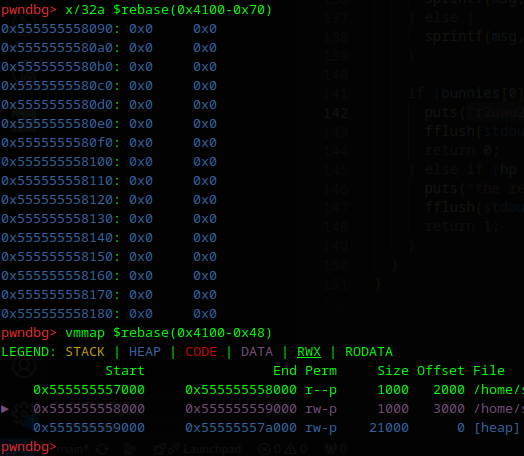 pwndbg> x/32a $rebase(0x4100-0x70)
0x555555558090: 0x0 0x0
0x5555555580a0: 0x0 0x0
0x5555555580b0: 0x0 0x0
0x5555555580c0: 0x0 0x0
0x5555555580d0: 0x0 0x0
0x5555555580e0: 0x0 0x0
0x5555555580f0: 0x0 0x0
0x555555558100: 0x0 0x0
0x555555558110: 0x0 0x0
0x555555558120: 0x0 0x0
0x555555558130: 0x0 0x0
0x555555558140: 0x0 0x0
0x555555558150: 0x0 0x0
0x555555558160: 0x0 0x0
0x555555558170: 0x0 0x0
0x555555558180: 0x0 0x0
pwndbg> vmmap $rebase(0x4100-0x48)
LEGEND: STACK | HEAP | CODE | DATA | RWX | RODATA
Start End Perm Size Offset File
0x555555557000 0x555555558000 r--p 1000 2000 /home/s
► 0x555555558000 0x555555559000 rw-p 1000 3000 /home/s
0x555555559000 0x55555557a000 rw-p 21000 0 [heap]
pwndbg>
main* Launchpad 0 0 0
137 } else {
138 sprintf(msg,
139 }
140
141 if (bunnies[0]
142 puts(
143 fflush(stdou
144 return 0;
145 } else if (hp
146 puts("the re
147 fflush(stdou
148 return 1;
149 }
150 }
151 }